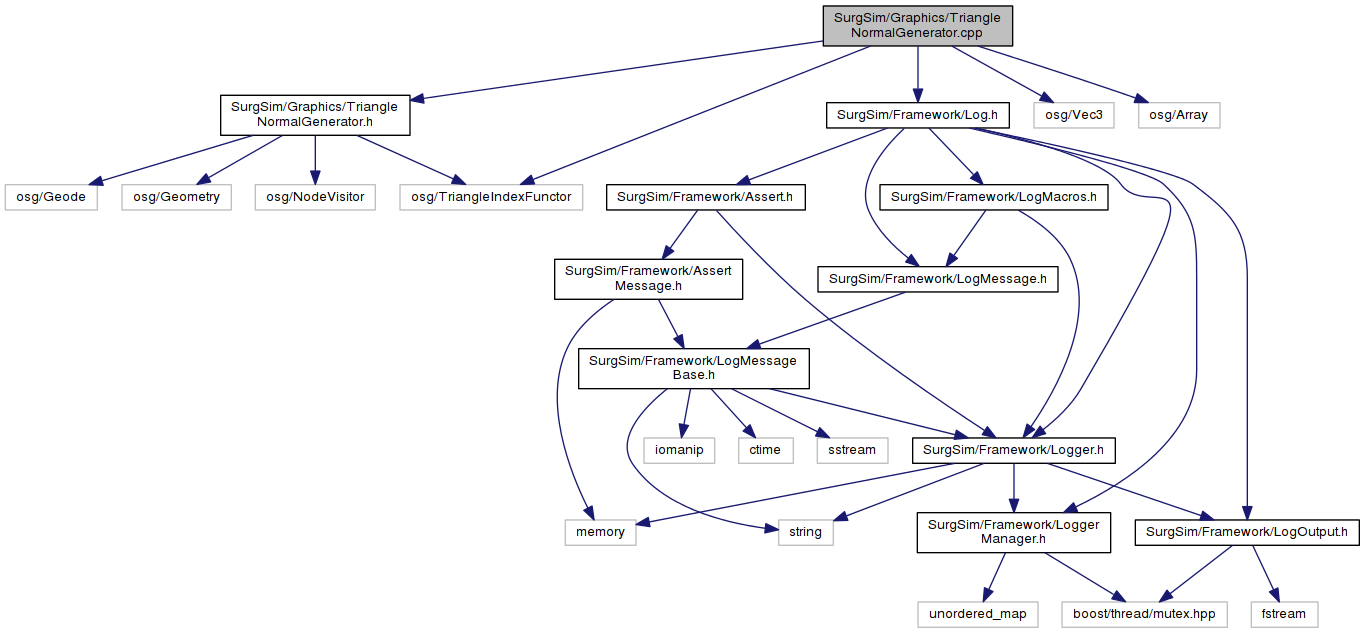 SurgSim/Graphics/Triangle
NormalGenerator.cpp
SurgSim/Graphics/Triangle
NormalGenerator.h
SurgSim/Framework/Log.h
osg/Vec3
osg/Array
osg/Geode
osg/Geometry
osg/NodeVisitor
osg/TriangleIndexFunctor
SurgSim/Framework/Assert.h
SurgSim/Framework/LogMacros.h
SurgSim/Framework/Assert
Message.h
SurgSim/Framework/LogMessage.h
SurgSim/Framework/LogMessage
Base.h
iomanip
ctime
sstream
SurgSim/Framework/Logger.h
memory
string
SurgSim/Framework/Logger
Manager.h
SurgSim/Framework/LogOutput.h
unordered_map
boost/thread/mutex.hpp
fstream